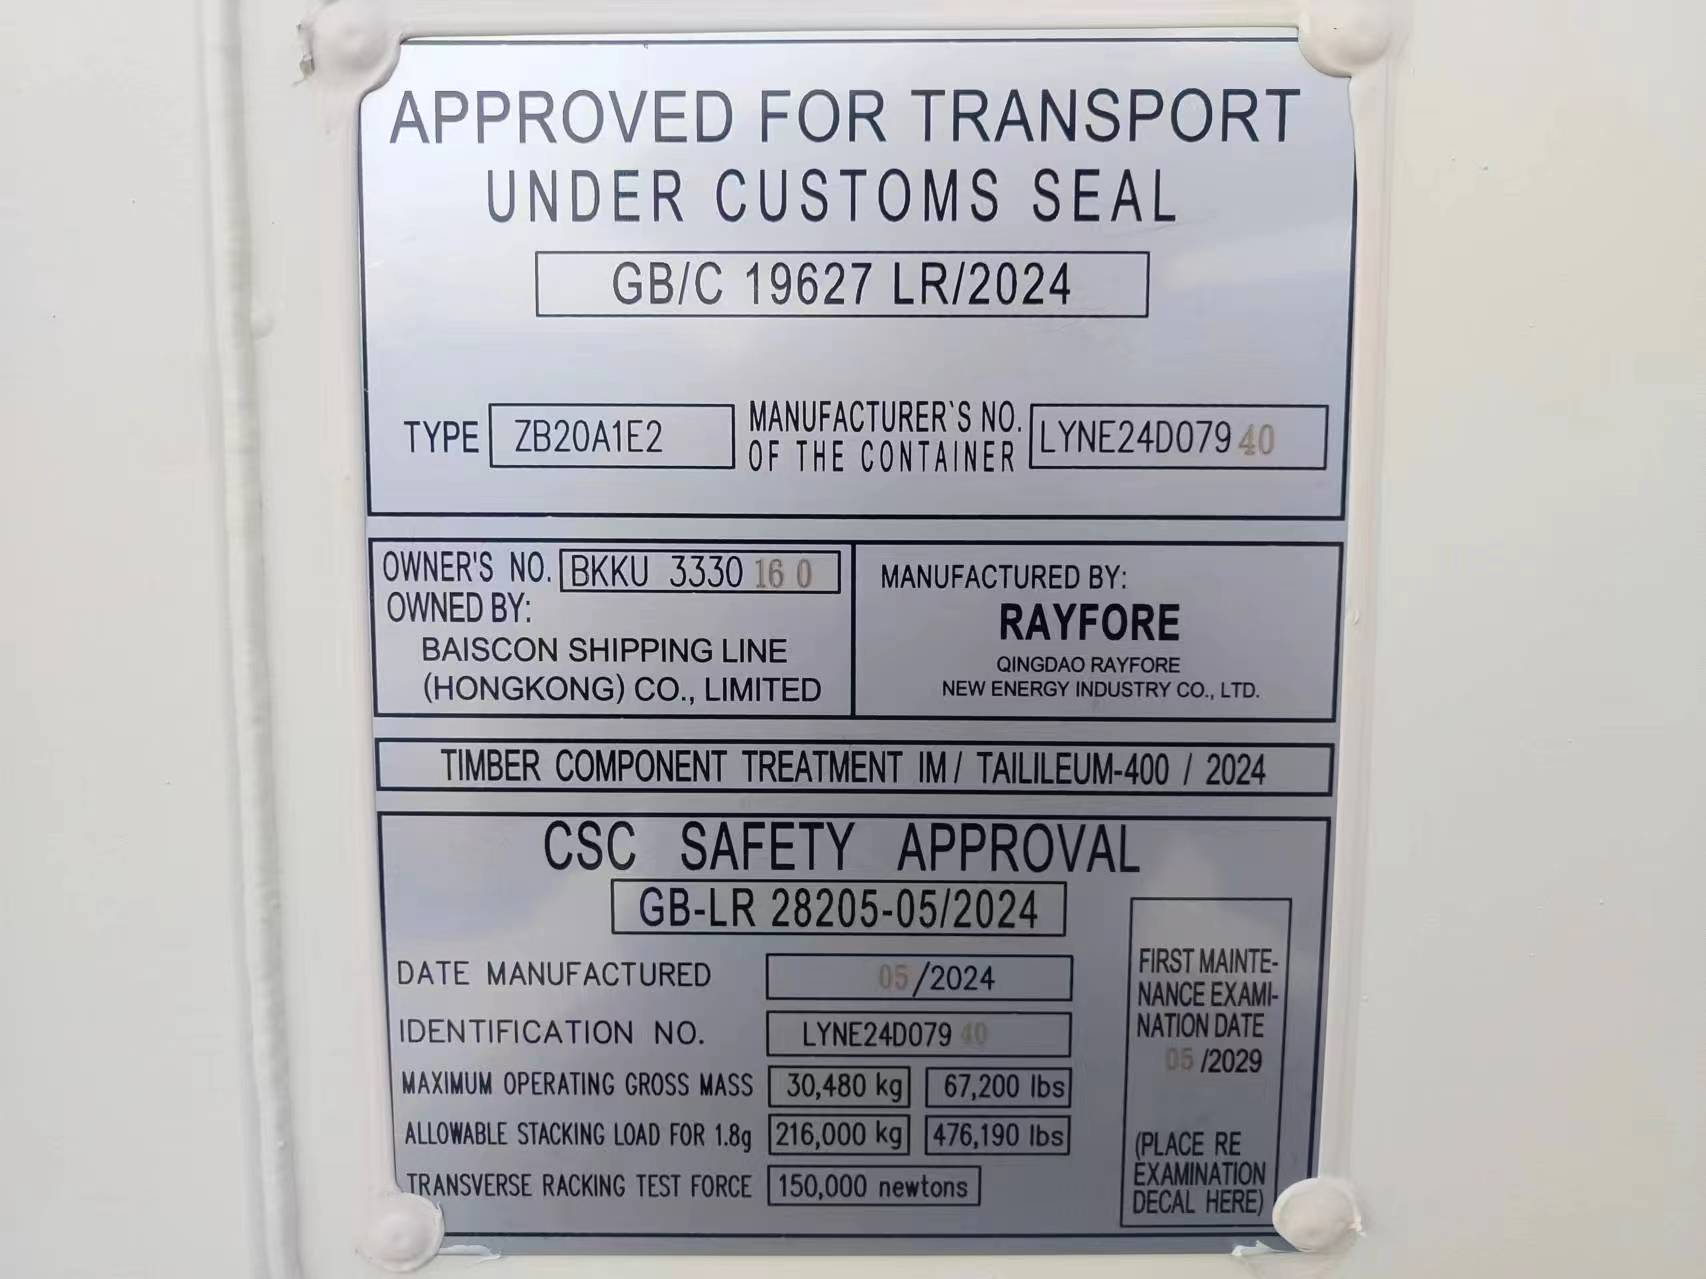 APPROVED FOR TRANSPORT
UNDER CUSTOMS SEAL
GB/C 19627 LR/2024
TYPE ZB20A1E2
MANUFACTURER`S NO.
OF THE CONTAINER
LYNE24D07940
OWNER'S NO. BKKU 3330 16 0
OWNED BY:
BAISCON SHIPPING LINE
(HONGKONG) CO., LIMITED
MANUFACTURED BY:
RAYFORE
QINGDAO RAYFORE
NEW ENERGY INDUSTRY CO., LTD.
TIMBER COMPONENT TREATMENT IM / TAILILEUM-400 / 2024
CSC SAFETY APPROVAL
GB-LR 28205-05/2024
DATE MANUFACTURED 05/2024
IDENTIFICATION NO. LYNE24D079 40
MAXIMUM OPERATING GROSS MASS 30,480 kg 67,200 lbs
ALLOWABLE STACKING LOAD FOR 1.8g 216,000 kg 476,190 lbs
TRANSVERSE RACKING TEST FORCE 150,000 newtons
FIRST MAINTE-
NANCE EXAMI-
NATION DATE
05 /2029
(PLACE RE
EXAMINATION
DECAL HERE)